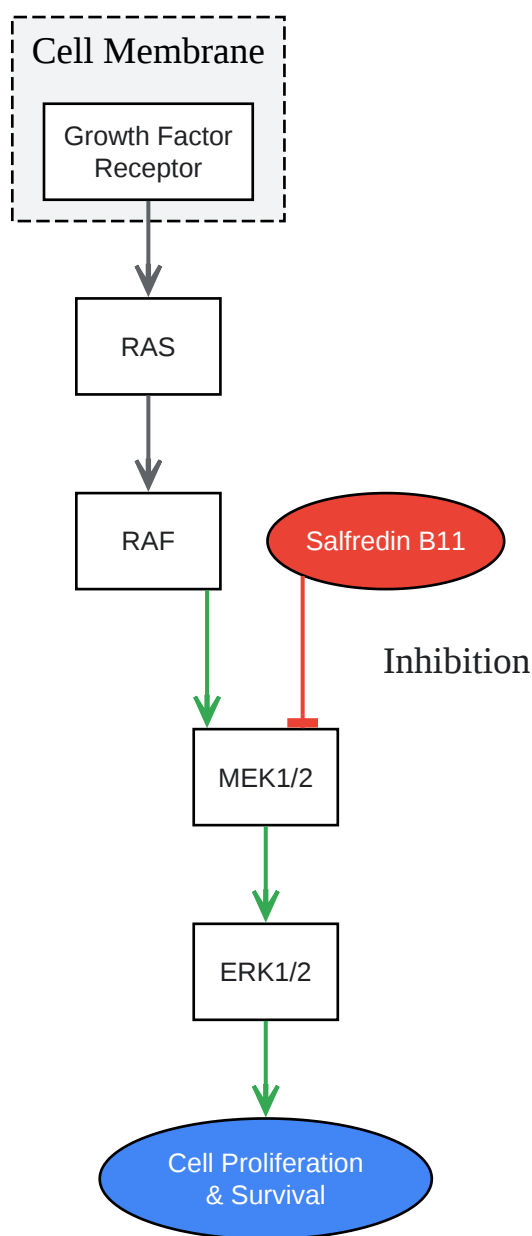 Cell Membrane
Growth Factor
Receptor
RAS
RAF
Salfredin B11
Inhibition
MEK1/2
ERK1/2
Cell Proliferation
& Survival